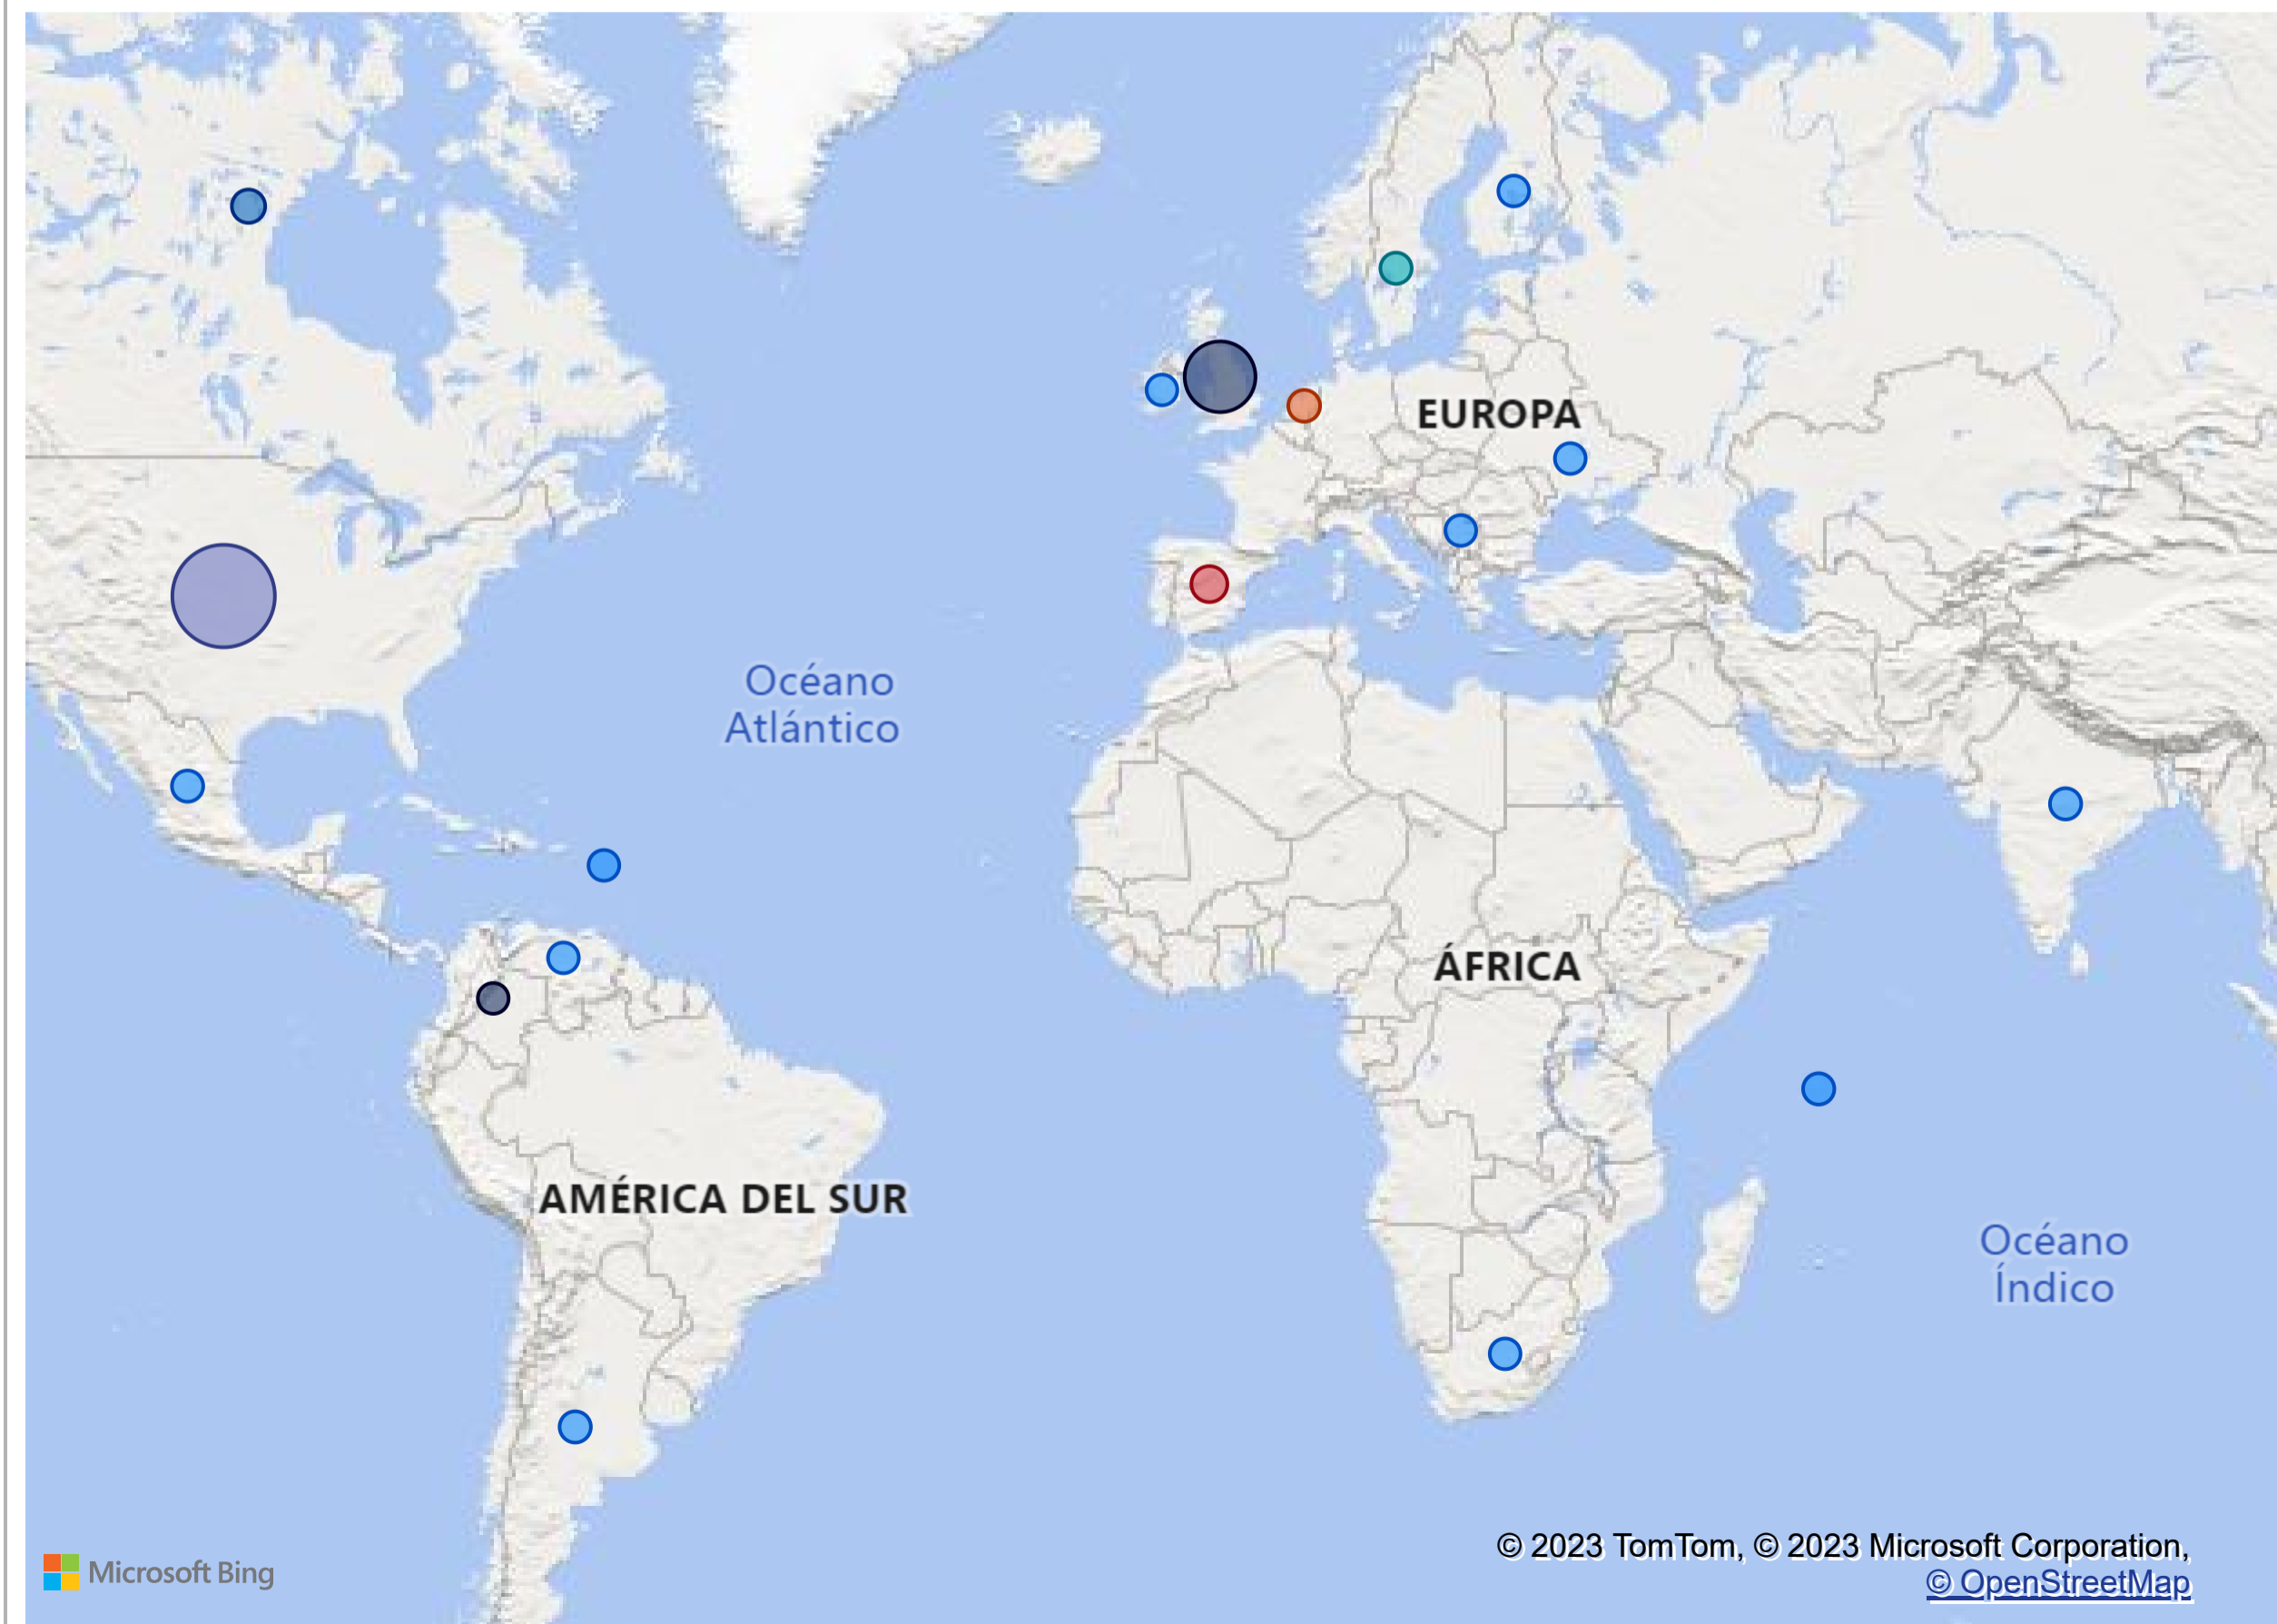 EUROPA
Océano
Atlántico
ÁFRICA
AMÉRICA DEL SUR
Océano
Índico
© 2023 TomTom, © 2023 Microsoft Corporation,
© OpenStreetMap
Microsoft Bing